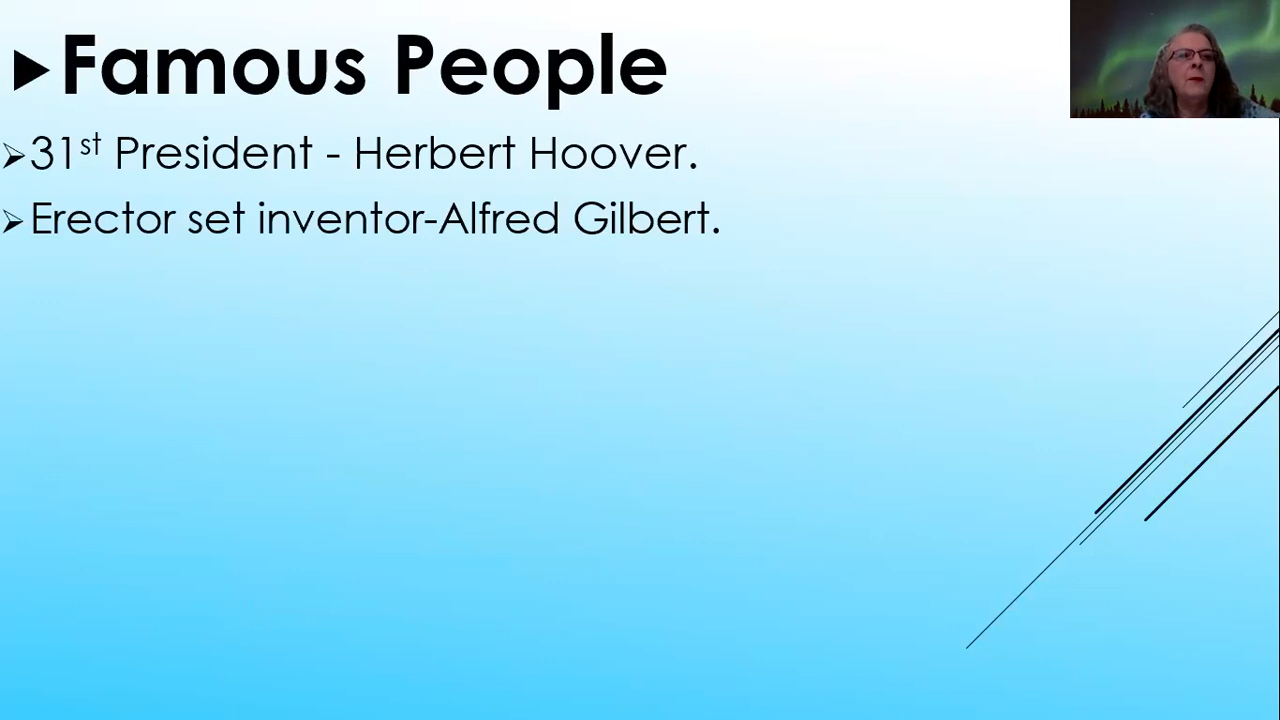 Famous People
31st President - Herbert Hoover.
Erector set inventor-Alfred Gilbert.